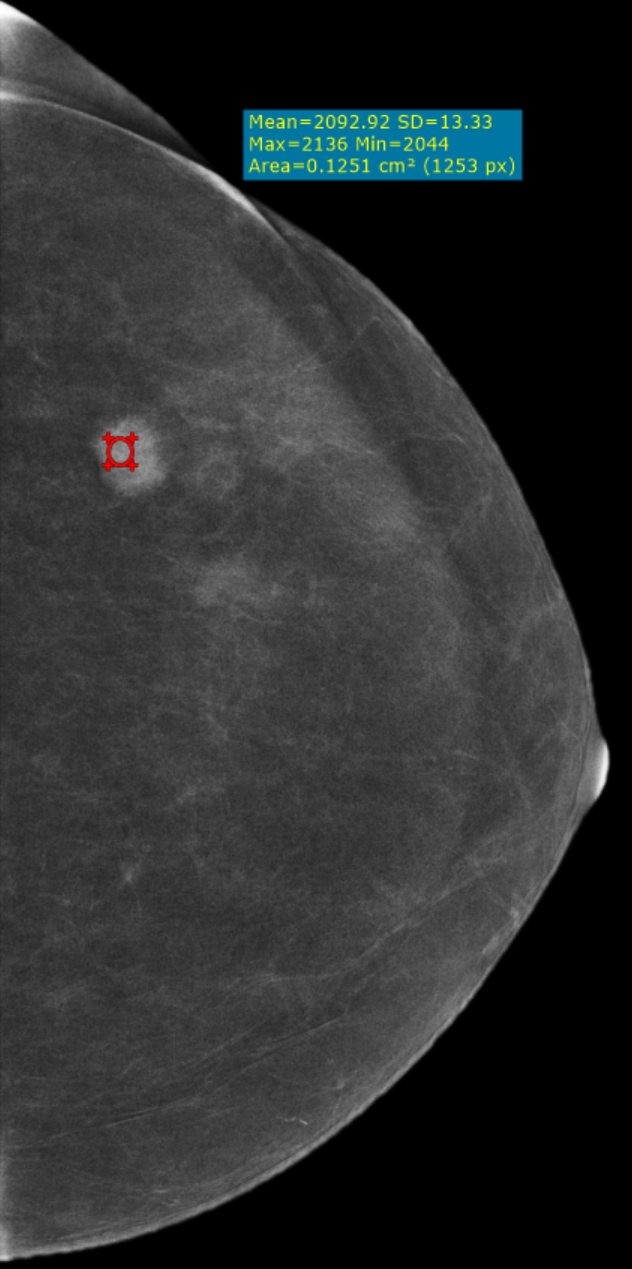 Mean=2092.92 SD=13.33
Max=2136 Min=2044
Area=0.1251 cm² (1253 px)